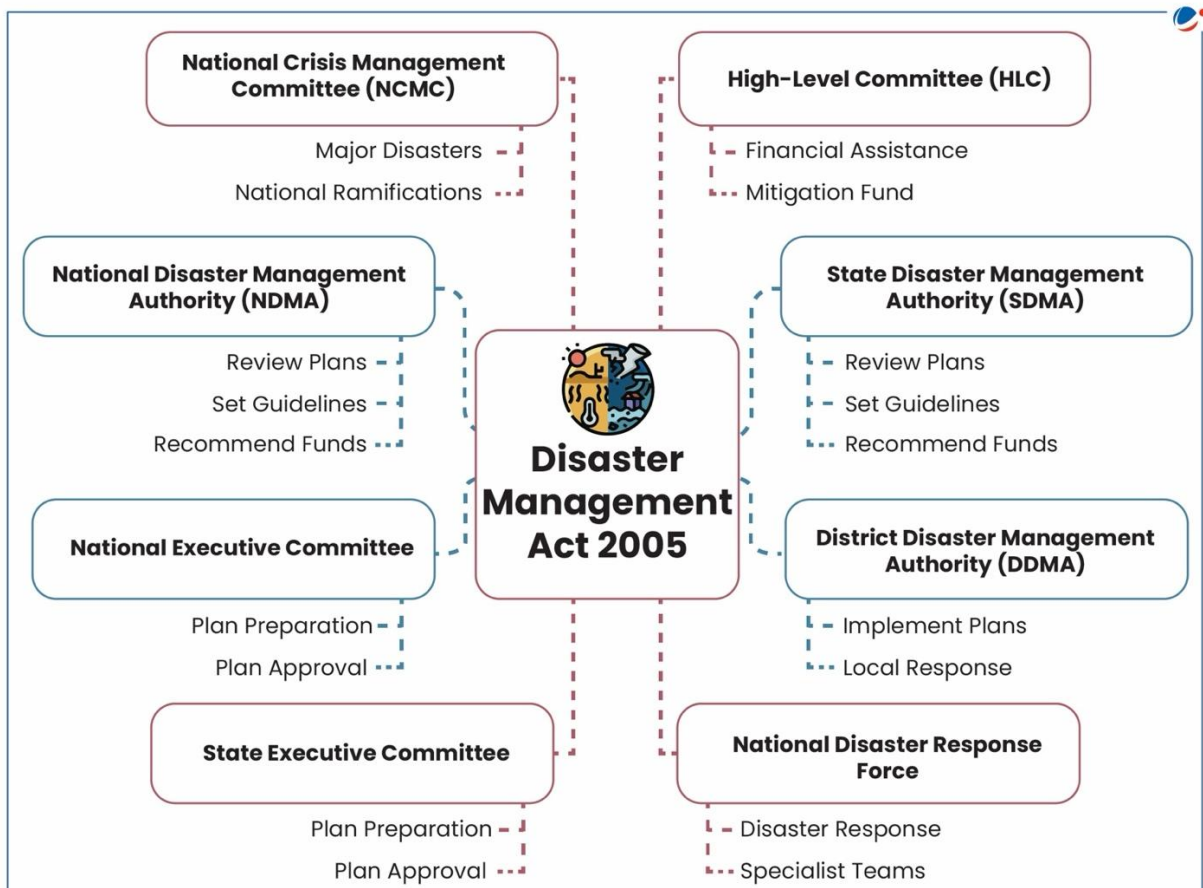 National Crisis Management
Committee (NCMC)
Major Disasters
National Ramifications
High-Level Committee (HLC)
Financial Assistance
Mitigation Fund
National Disaster Management
Authority (NDMA)
Review Plans
Set Guidelines
Recommend Funds
State Disaster Management
Authority (SDMA)
Review Plans
Set Guidelines
Recommend Funds
Disaster
Management
Act 2005
National Executive Committee
Plan Preparation
Plan Approval
District Disaster Management
Authority (DDMA)
Implement Plans
Local Response
State Executive Committee
Plan Preparation
Plan Approval
National Disaster Response
Force
Disaster Response
Specialist Teams